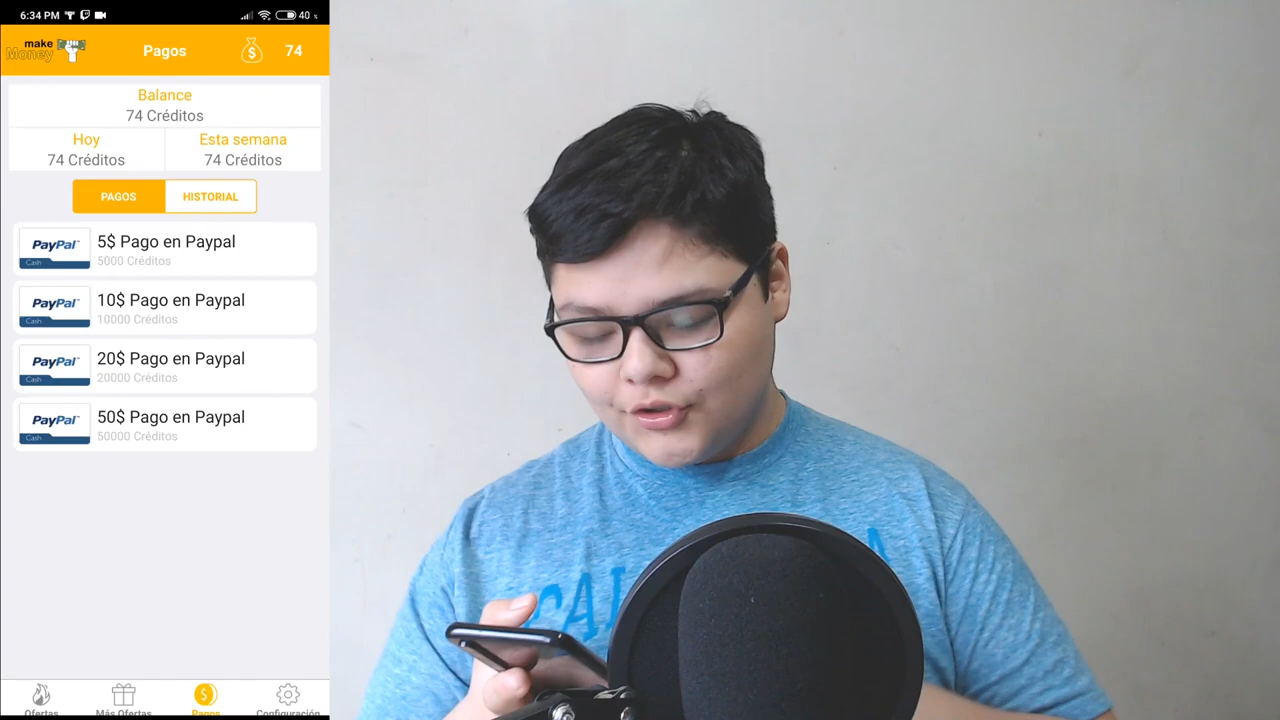 6:34 PM
40 %
make
Money
Pagos
74
Balance
74 Créditos
Hoy
74 Créditos
Esta semana
74 Créditos
PAGOS
HISTORIAL
PayPal
Cash
5$ Pago en Paypal
5000 Créditos
PayPal
Cash
10$ Pago en Paypal
10000 Créditos
PayPal
Cash
20$ Pago en Paypal
20000 Créditos
PayPal
Cash
50$ Pago en Paypal
50000 Créditos
Ofertas
Más Ofertas
Pagos
Configuración